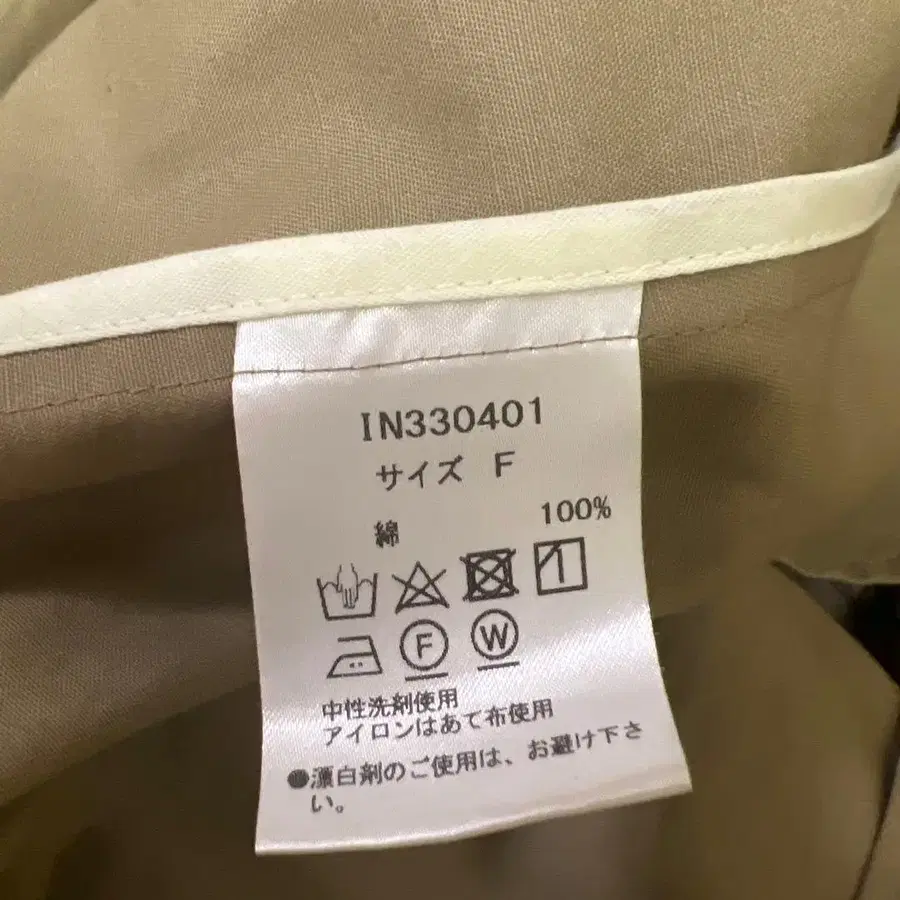 IN330401
サイズ F
綿 100%
F W
中性洗剤使用
アイロンはあて布使用
●漂白剤のご使用は、お避け下さ
い。